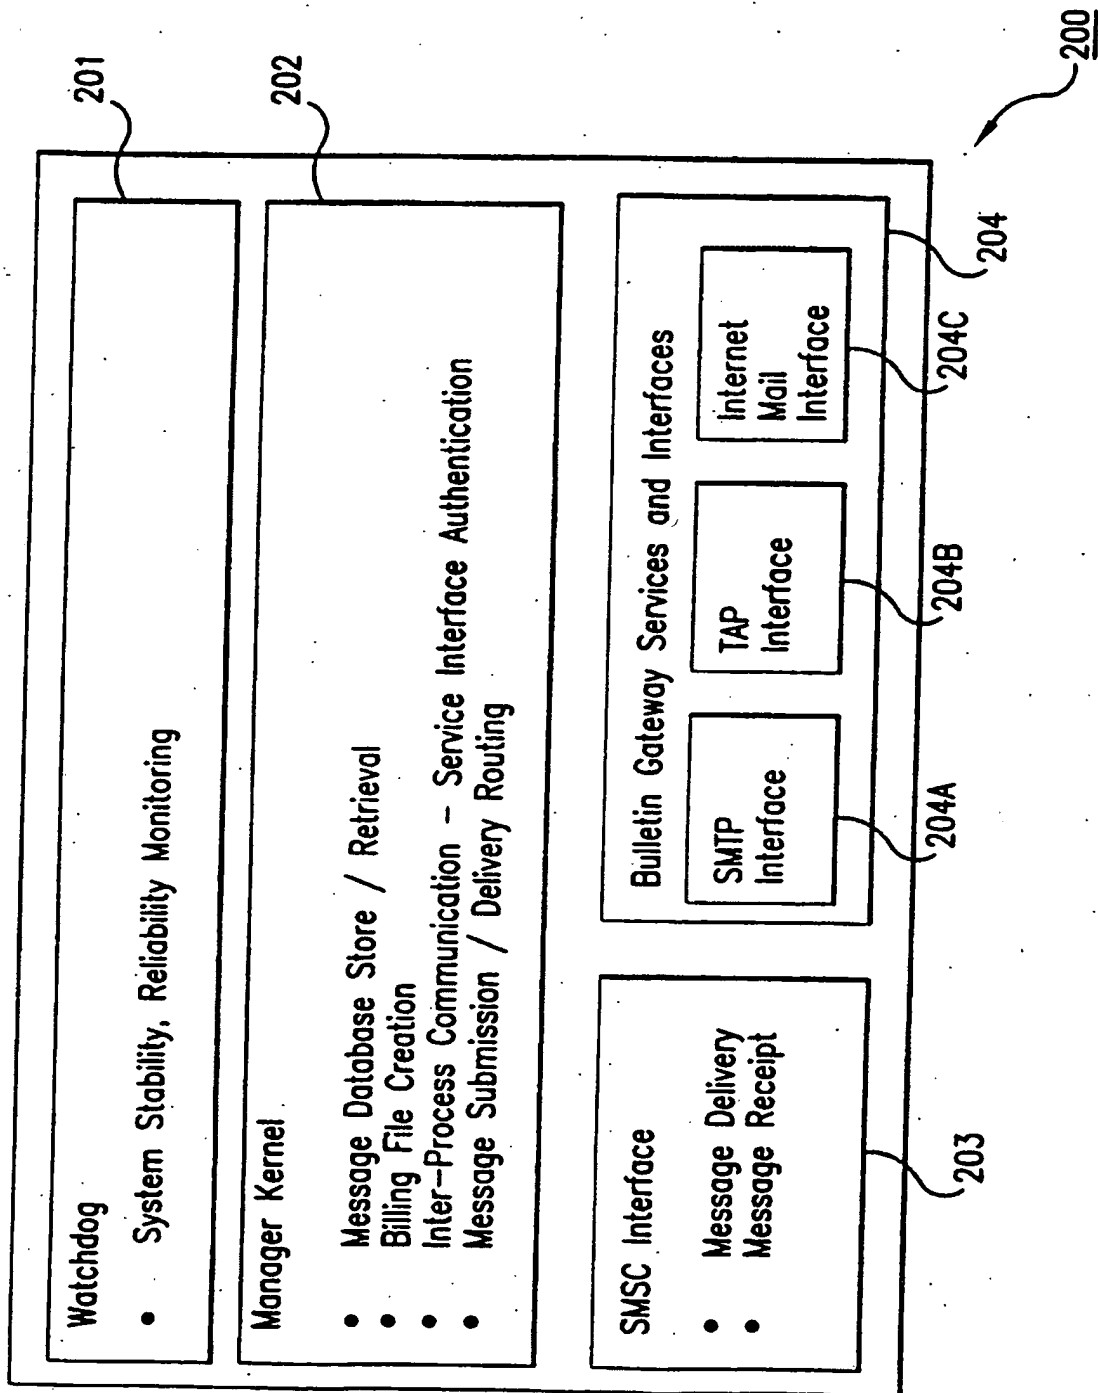 201
Watchdog
• System Stability, Reliability Monitoring
202
Manager Kernel
• Message Database Store / Retrieval
• Billing File Creation
• Inter-Process Communication - Service Interface Authentication
• Message Submission / Delivery Routing
SMSC Interface
• Message Delivery
• Message Receipt
203
Bulletin Gateway Services and Interfaces
SMTP
Interface
204A
TAP
Interface
204B
Internet
Mail
Interface
204C
204
200